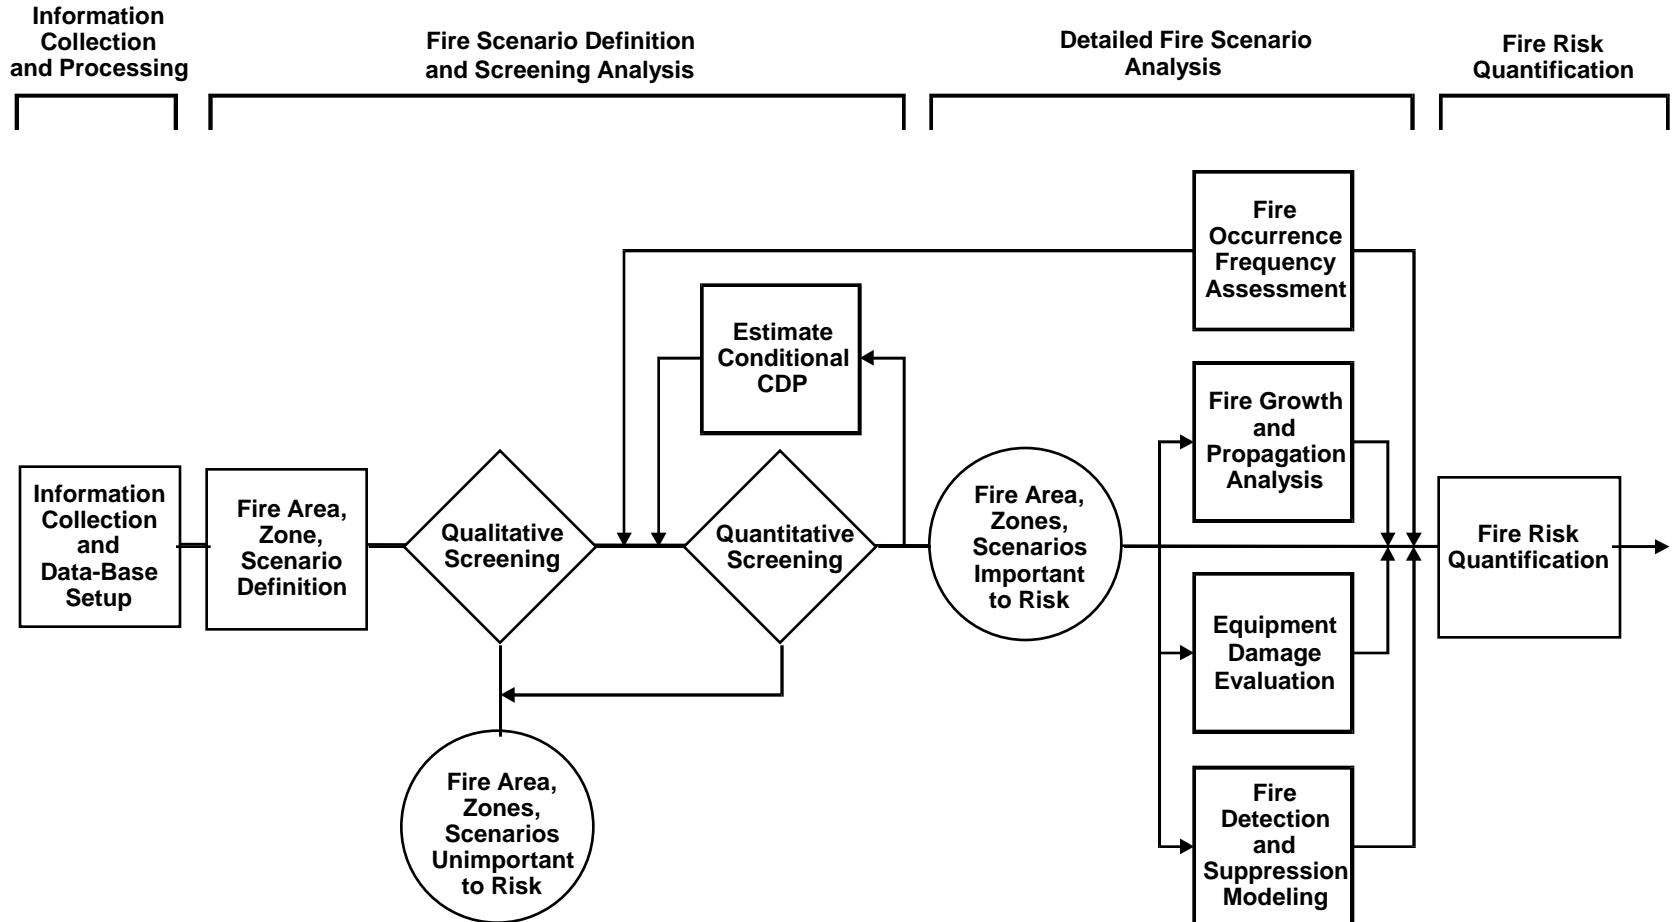 Information
Collection
and Processing
Fire Scenario Definition
and Screening Analysis
Detailed Fire Scenario
Analysis
Fire Risk
Quantification
Fire
Occurrence
Frequency
Assessment
Estimate
Conditional
CDP
Fire Growth
and
Propagation
Analysis
Information
Collection
and
Data-Base
Setup
Fire Area,
Zone,
Scenario
Definition
Qualitative
Screening
Quantitative
Screening
Fire Area,
Zones,
Scenarios
Important
to Risk
Fire Risk
Quantification
Equipment
Damage
Evaluation
Fire Area,
Zones,
Scenarios
Unimportant
to Risk
Fire
Detection
and
Suppression
Modeling